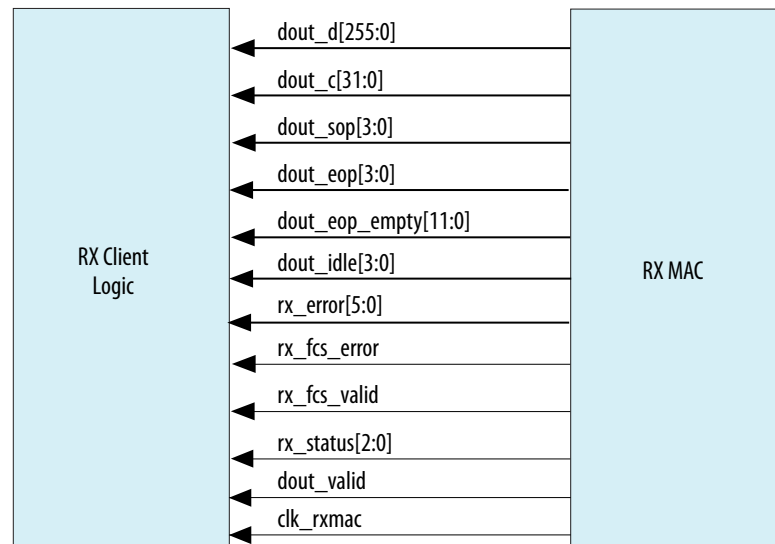 dout_d[255:0]
dout_c[31:0]
dout_sop[3:0]
dout_eop[3:0]
dout_eop_empty[11:0]
RX Client
Logic
dout_idle[3:0]
RX MAC
rx_error[5:0]
rx_fcs_error
rx_fcs_valid
rx_status[2:0]
dout_valid
clk_rxmac